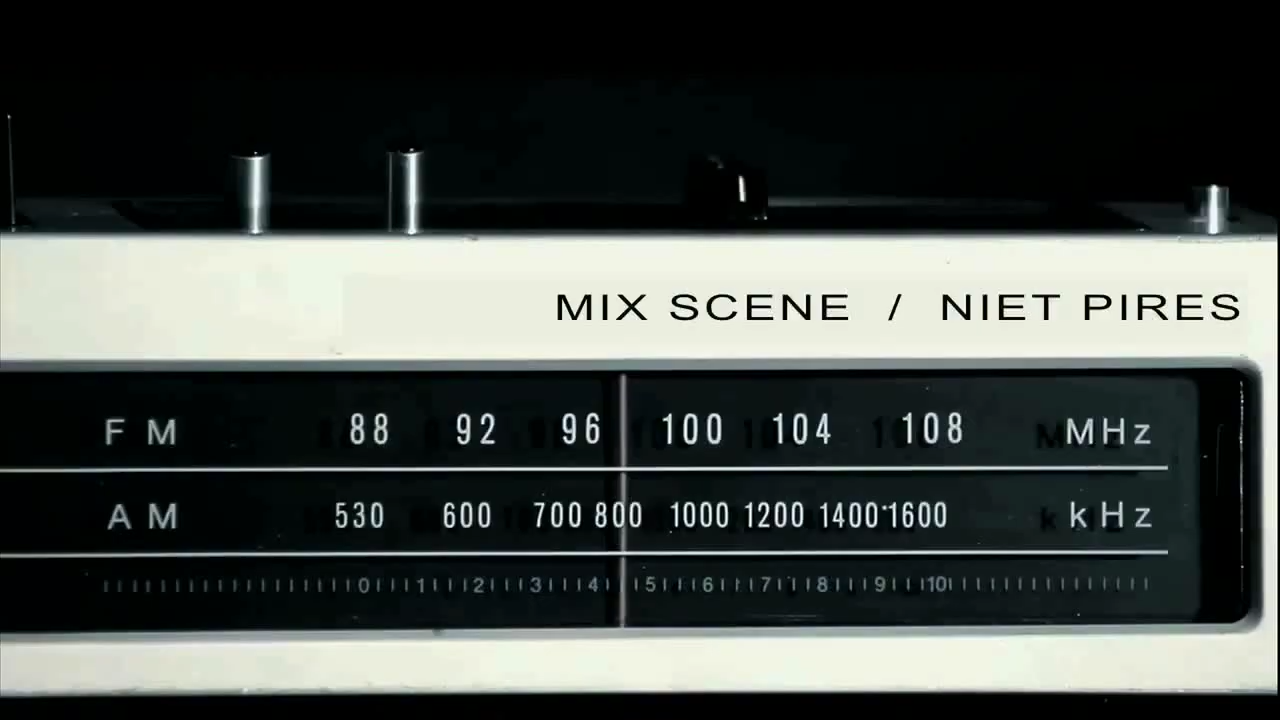 MIX SCENE / NIET PIRES
FM 88 92 96 100 104 108 MHz
AM 530 600 700 800 1000 1200 1400 1600 kHz
0 1 2 3 4 5 6 7 8 9 10